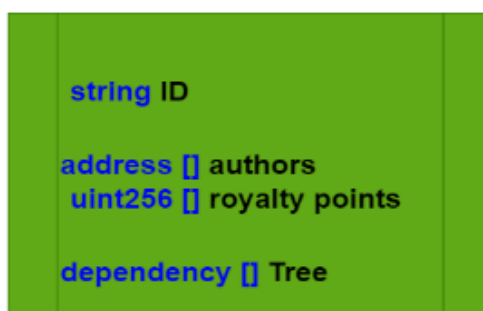 string ID
address [] authors
uint256 [] royalty points
dependency [] Tree